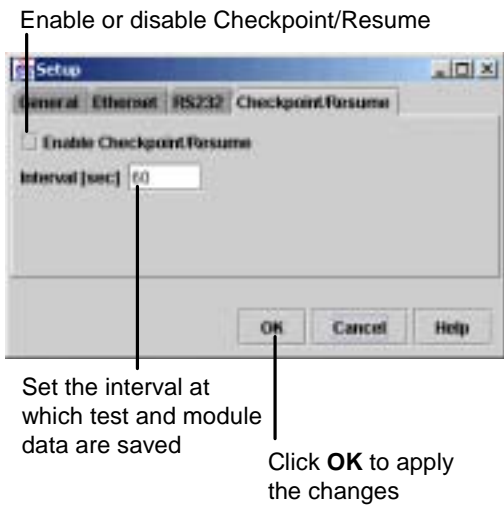 Enable or disable Checkpoint/Resume
Setup
General Ethernet RS232 Checkpoint/Resume
Enable Checkpoint/Resume
Interval [sec] 60
OK Cancel Help
Set the interval at
which test and module
data are saved
Click OK to apply
the changes